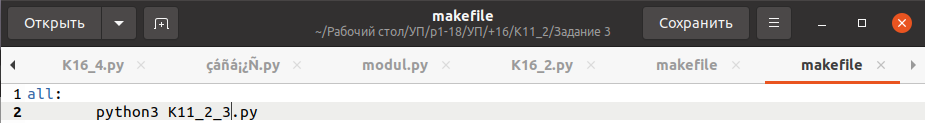 Открыть
makefile
~/Рабочий стол/УП/р1-18/УП/+16/K11_2/Задание 3
Сохранить
K16_4.py
çáñá¡¿Ñ.py
modul.py
K16_2.py
makefile
makefile
1 all:
2 python3 K11_2_3.py